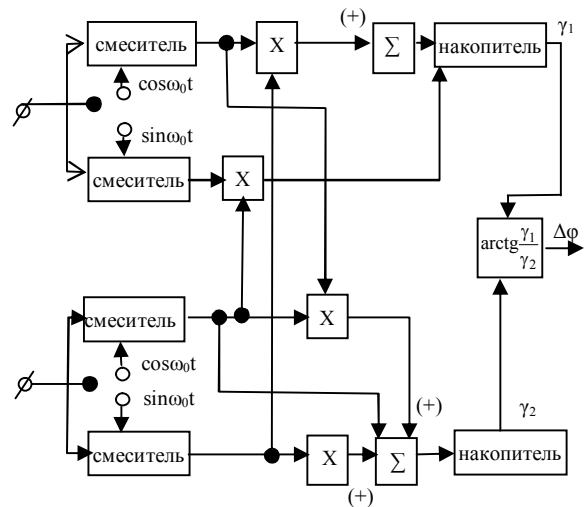 смеситель
X
(+)
Σ
накопитель
γ₁
cosω₀t
sinω₀t
смеситель
X
arctg γ₁/γ₂
Δφ
смеситель
X
cosω₀t
sinω₀t
(+)
γ₂
смеситель
X
(+)
Σ
накопитель